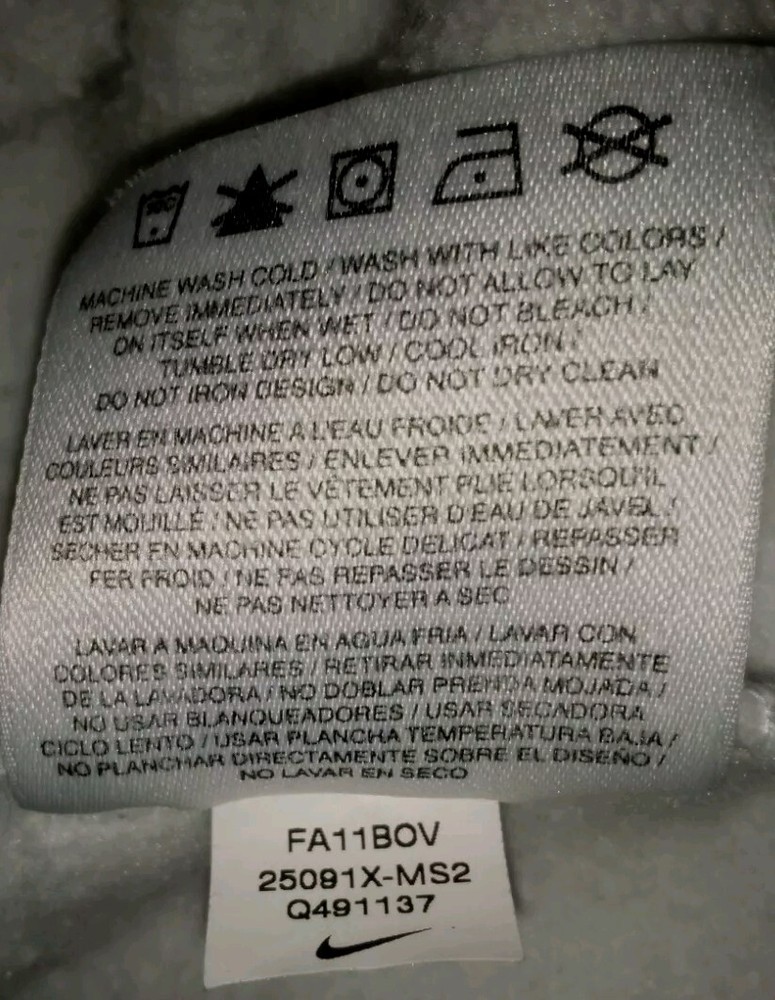 MACHINE WASH COLD / WASH WITH LIKE COLORS /
REMOVE IMMEDIATELY / DO NOT ALLOW TO LAY
ON ITSELF WHEN WET / DO NOT BLEACH /
TUMBLE DRY LOW / COOL IRON /
DO NOT IRON DESIGN / DO NOT DRY CLEAN
LAVER EN MACHINE A L'EAU FROIDE / LAVER AVEC
COULEURS SIMILAIRES / ENLEVER IMMEDIATEMENT /
NE PAS LAISSER LE VÊTEMENT PLIE LORSQU'IL
EST MOUILLÉ / NE PAS UTILISER D'EAU DE JAVEL /
SECHER EN MACHINE CYCLE DELICAT / REPASSER
FER FROID / NE PAS REPASSER LE DESSIN /
NE PAS NETTOYER A SEC
LAVAR A MAQUINA EN AGUA FRIA / LAVAR CON
COLORES SIMILARES / RETIRAR INMEDIATAMENTE
DE LA LAVADORA / NO DOBLAR PRENDA MOJADA /
NO USAR BLANQUEADORES / USAR SECADORA
CICLO LENTO / USAR PLANCHA TEMPERATURA BAJA /
NO PLANCHAR DIRECTAMENTE SOBRE EL DISEÑO /
NO LAVAR EN SECO
FA11BOV
25091X-MS2
Q491137